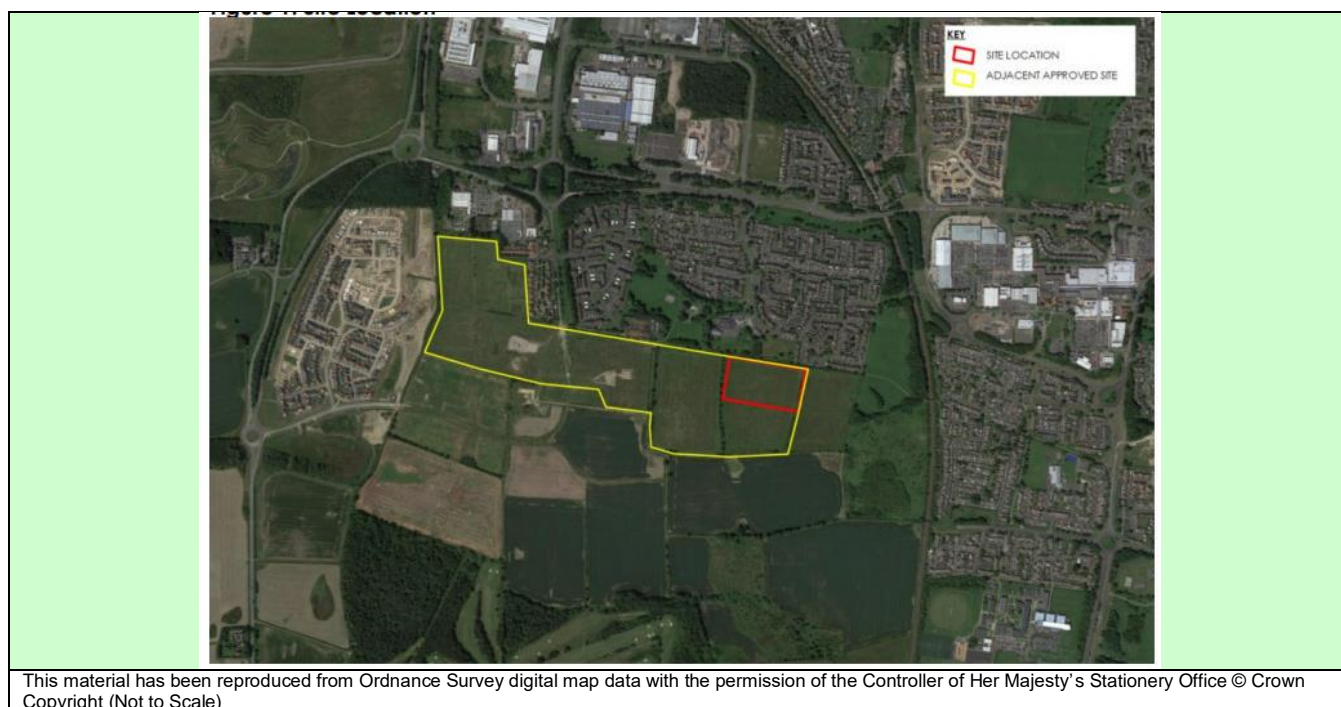 KEY
SITE LOCATION
ADJACENT APPROVED SITE
This material has been reproduced from Ordnance Survey digital map data with the permission of the Controller of Her Majesty's Stationery Office © Crown
Copyright (Not to Scale)